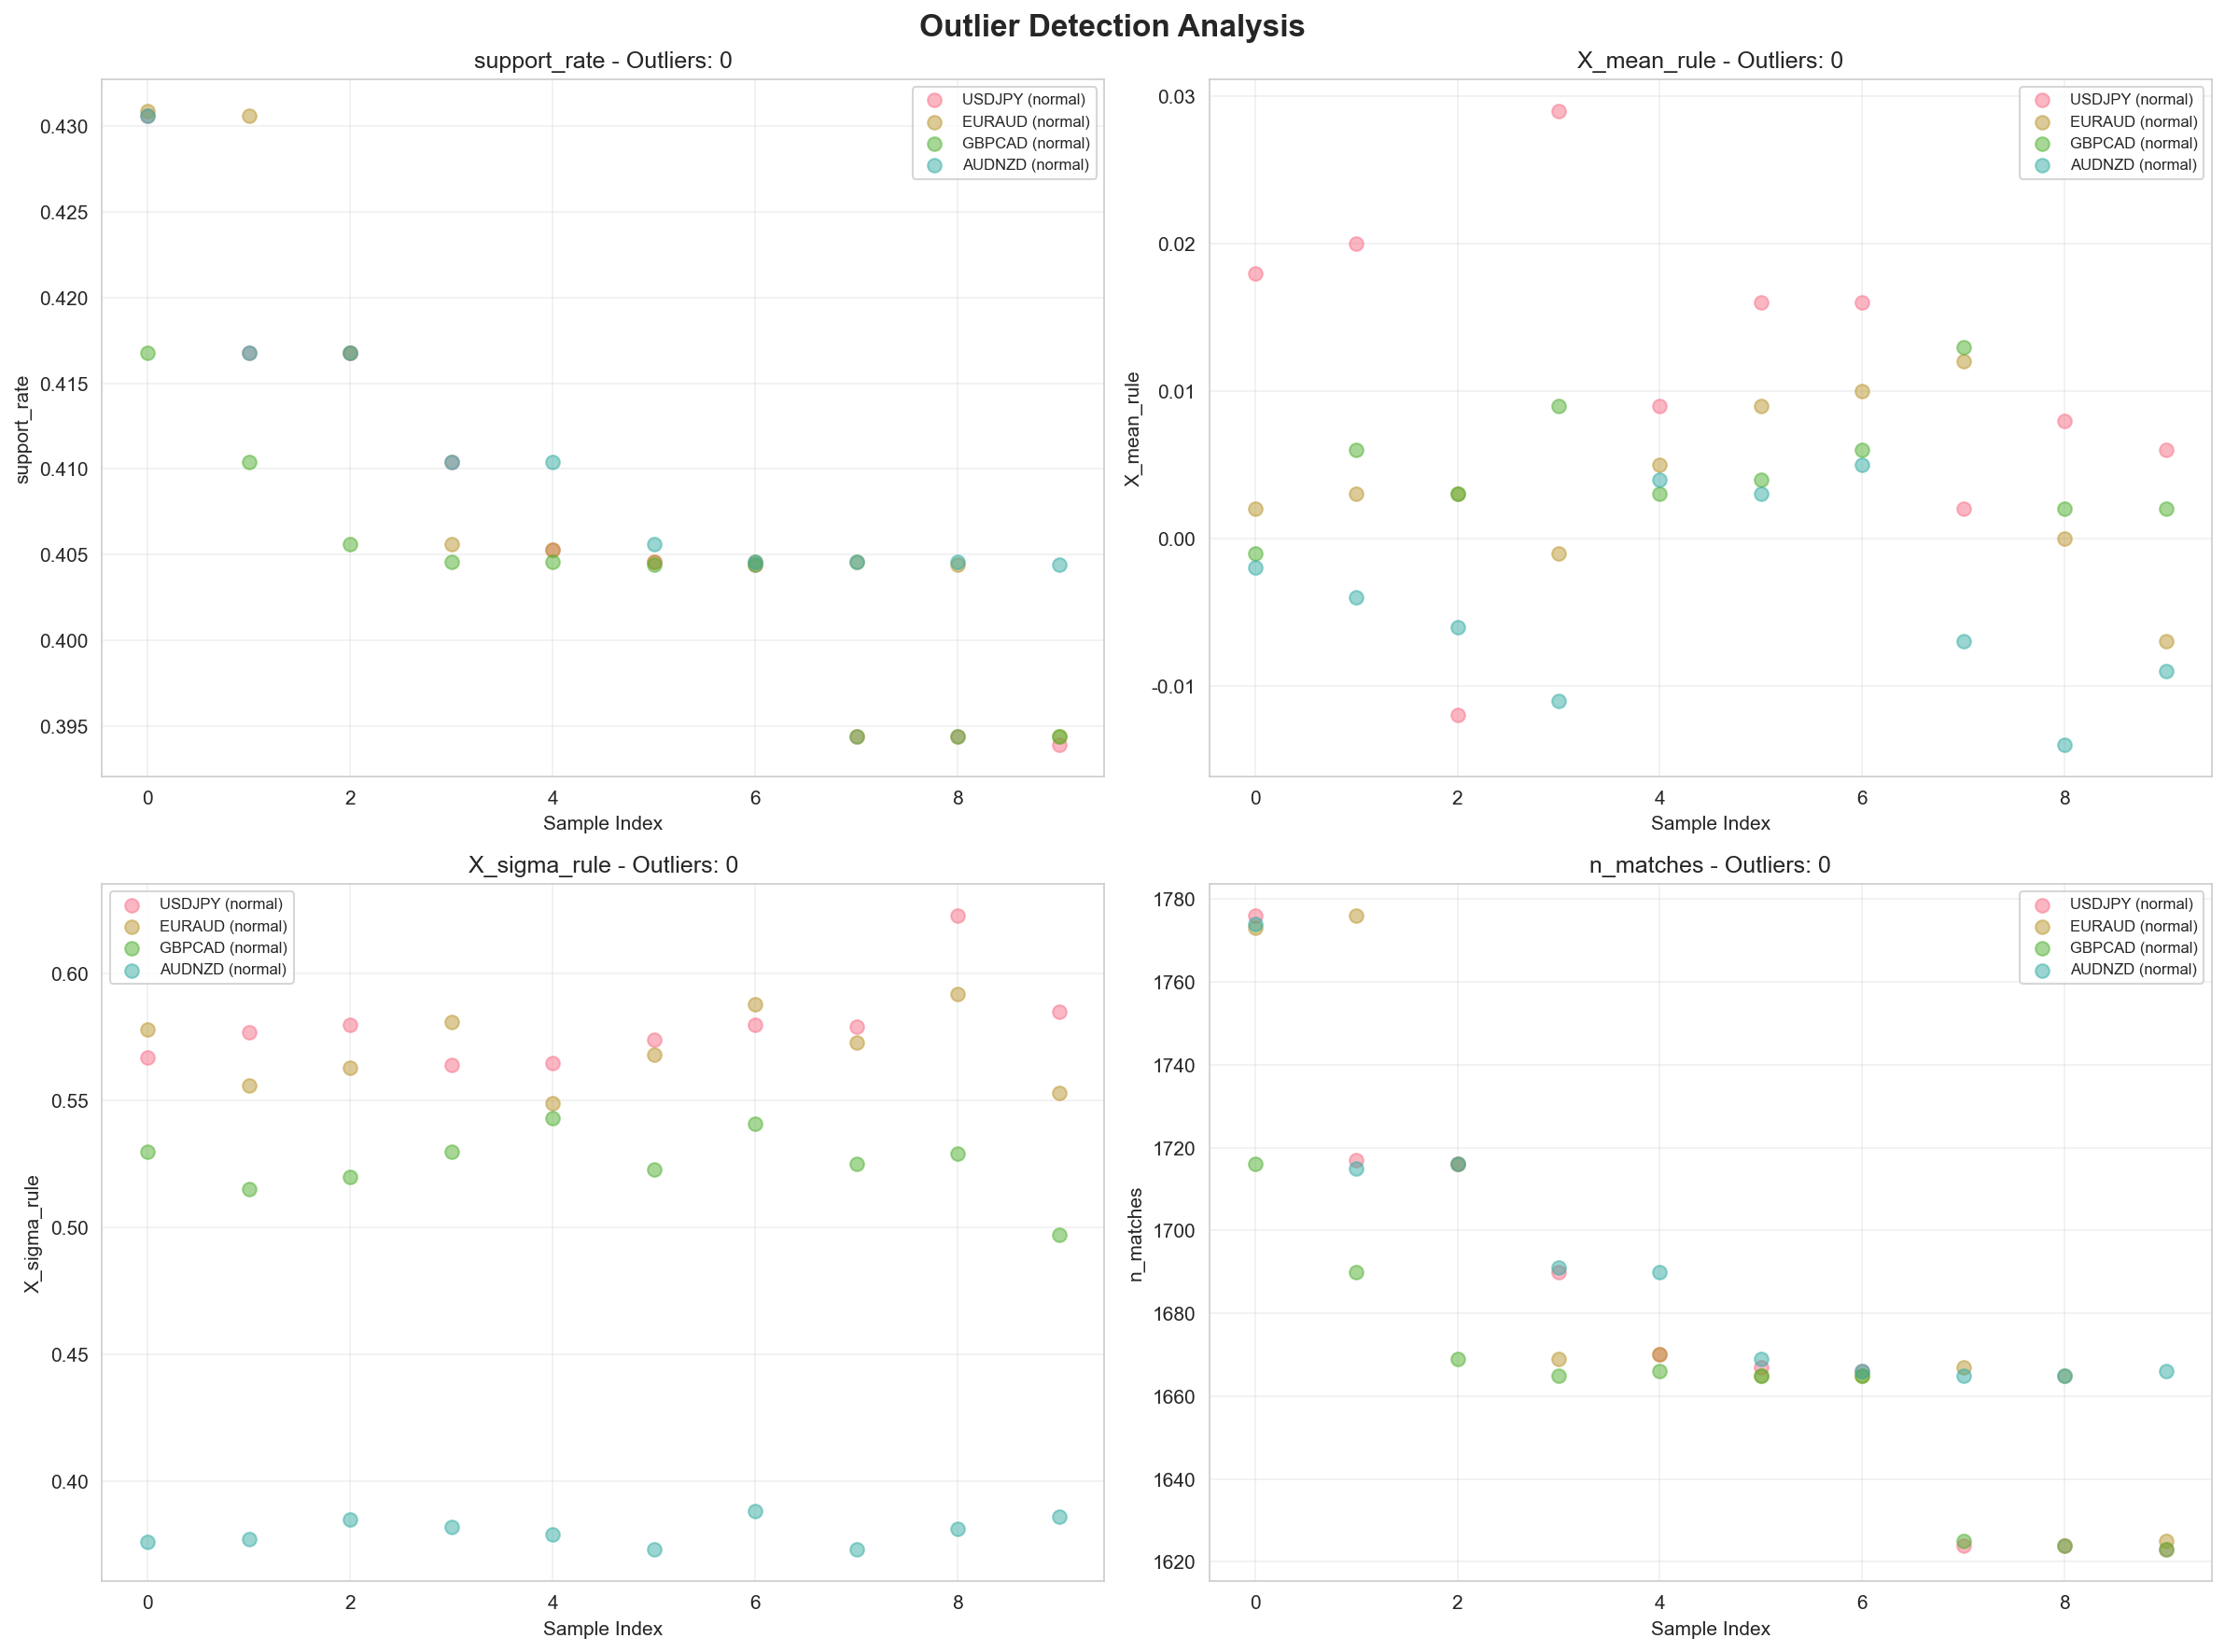 Outlier Detection Analysis
support_rate - Outliers: 0
USDJPY (normal)
EURAUD (normal)
GBPCAD (normal)
AUDNZD (normal)
0.430
0.425
0.420
0.415
0.410
0.405
0.400
0.395
support_rate
0 2 4 6 8
Sample Index
X_mean_rule - Outliers: 0
USDJPY (normal)
EURAUD (normal)
GBPCAD (normal)
AUDNZD (normal)
0.03
0.02
0.01
0.00
-0.01
X_mean_rule
0 2 4 6 8
Sample Index
X_sigma_rule - Outliers: 0
USDJPY (normal)
EURAUD (normal)
GBPCAD (normal)
AUDNZD (normal)
0.60
0.55
0.50
0.45
0.40
X_sigma_rule
0 2 4 6 8
Sample Index
n_matches - Outliers: 0
USDJPY (normal)
EURAUD (normal)
GBPCAD (normal)
AUDNZD (normal)
1780
1760
1740
1720
1700
1680
1660
1640
1620
n_matches
0 2 4 6 8
Sample Index